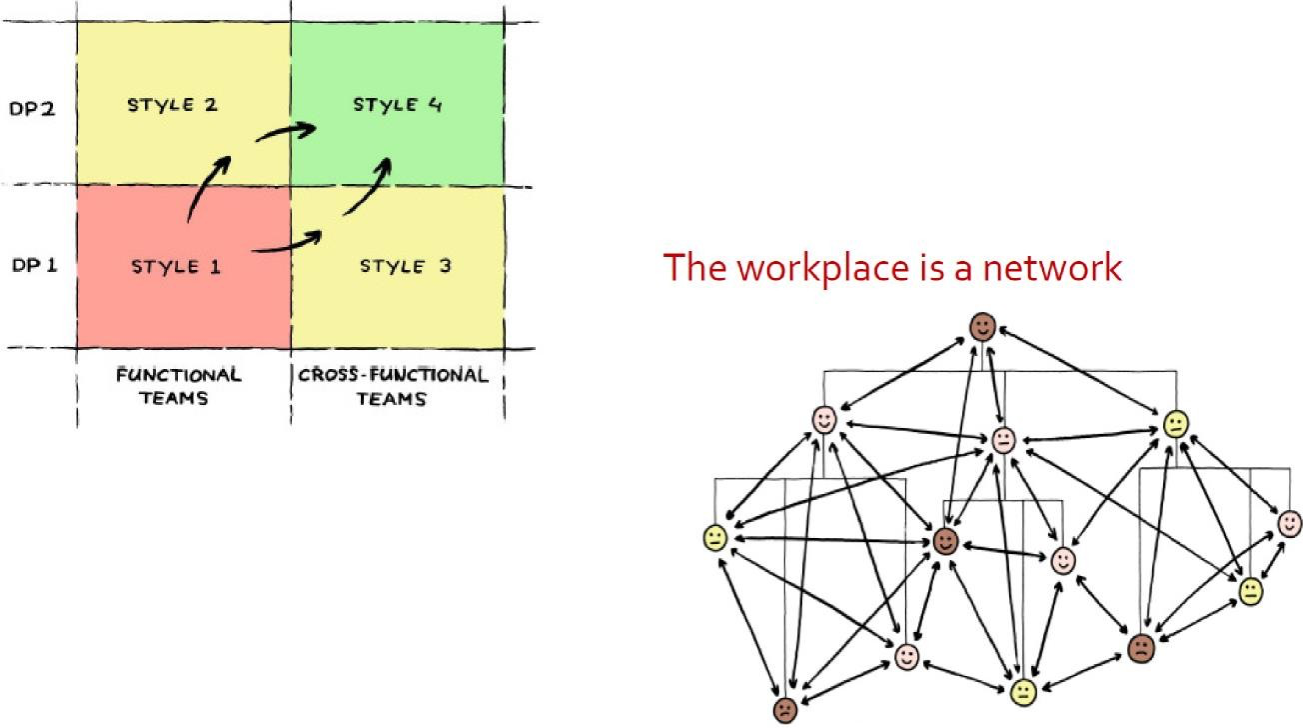 DP2
STYLE 2
STYLE 4
DP1
STYLE 1
STYLE 3
FUNCTIONAL
TEAMS
CROSS-FUNCTIONAL
TEAMS
The workplace is a network